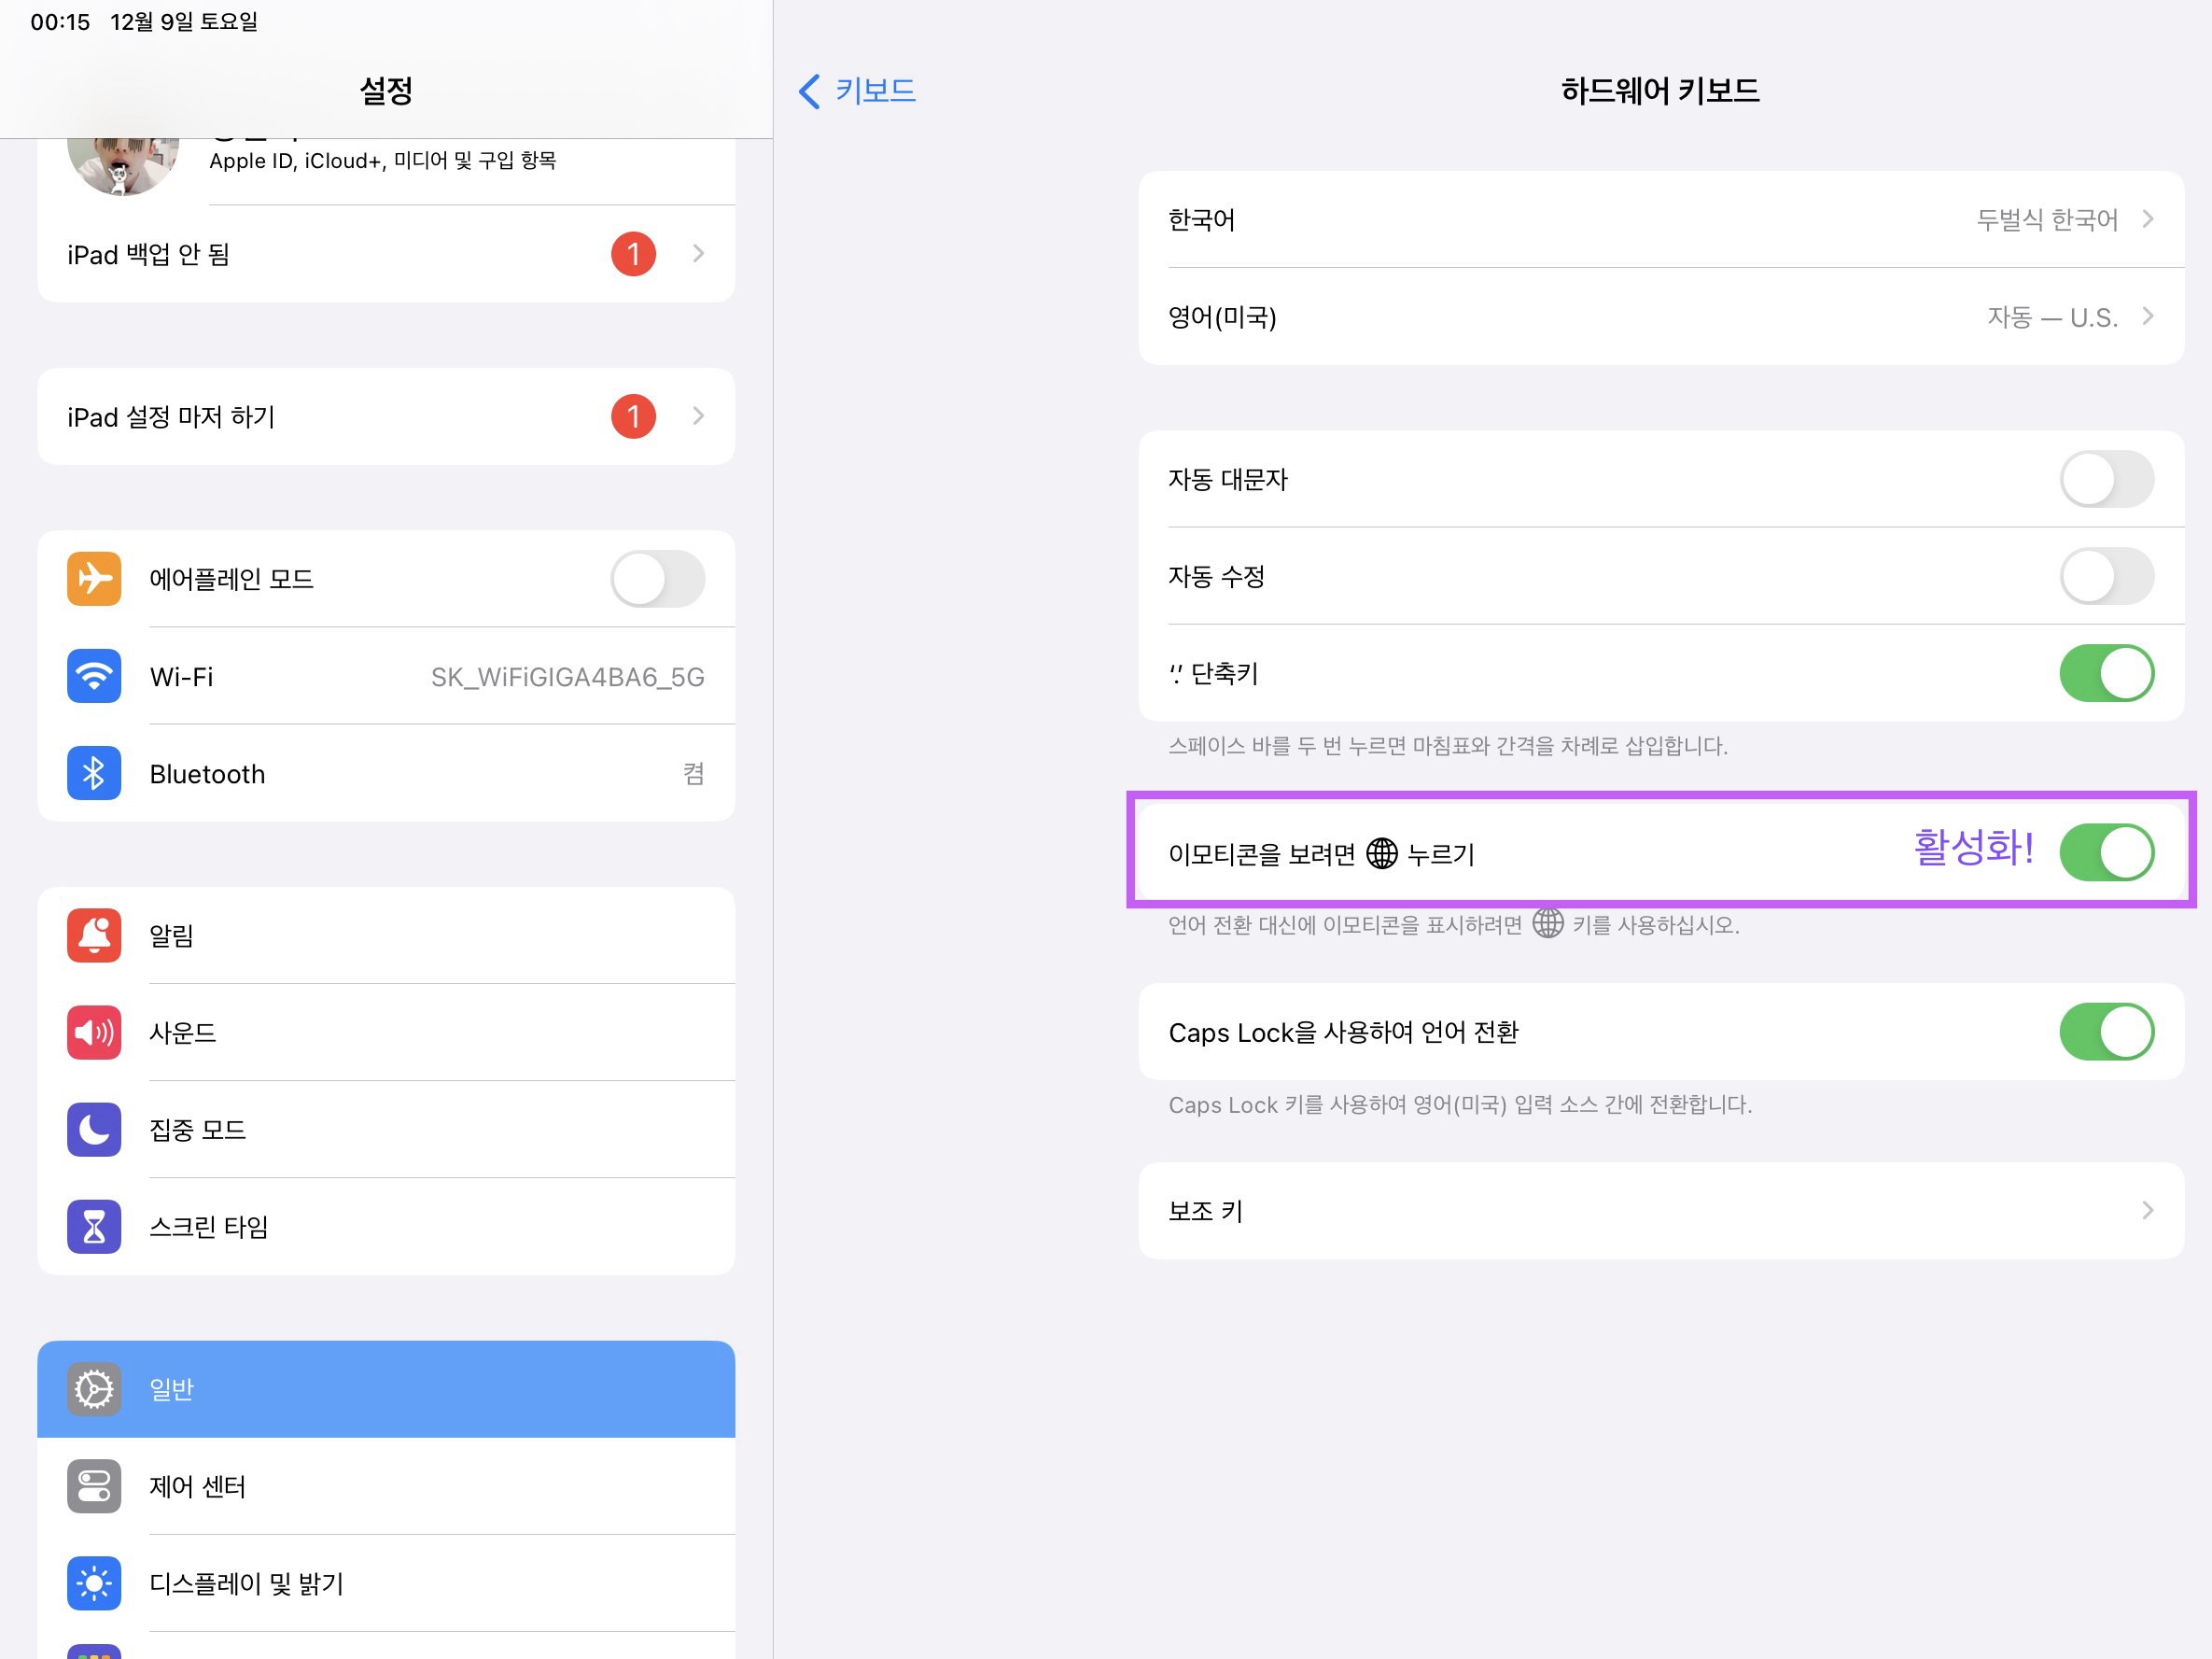 00:15 12월 9일 토요일
설정
Apple ID, iCloud+, 미디어 및 구입 항목
iPad 백업 안 됨
1
iPad 설정 마저 하기
1
에어플레인 모드
Wi-Fi
SK_WiFiGIGA4BA6_5G
Bluetooth
켬
알림
사운드
집중 모드
스크린 타임
일반
제어 센터
디스플레이 및 밝기
키보드
하드웨어 키보드
한국어
두벌식 한국어
영어(미국)
자동 — U.S.
자동 대문자
자동 수정
‘.’ 단축키
스페이스 바를 두 번 누르면 마침표와 간격을 차례로 삽입합니다.
이모티콘을 보려면 누르기
활성화!
언어 전환 대신에 이모티콘을 표시하려면 키를 사용하십시오.
Caps Lock을 사용하여 언어 전환
Caps Lock 키를 사용하여 영어(미국) 입력 소스 간에 전환합니다.
보조 키